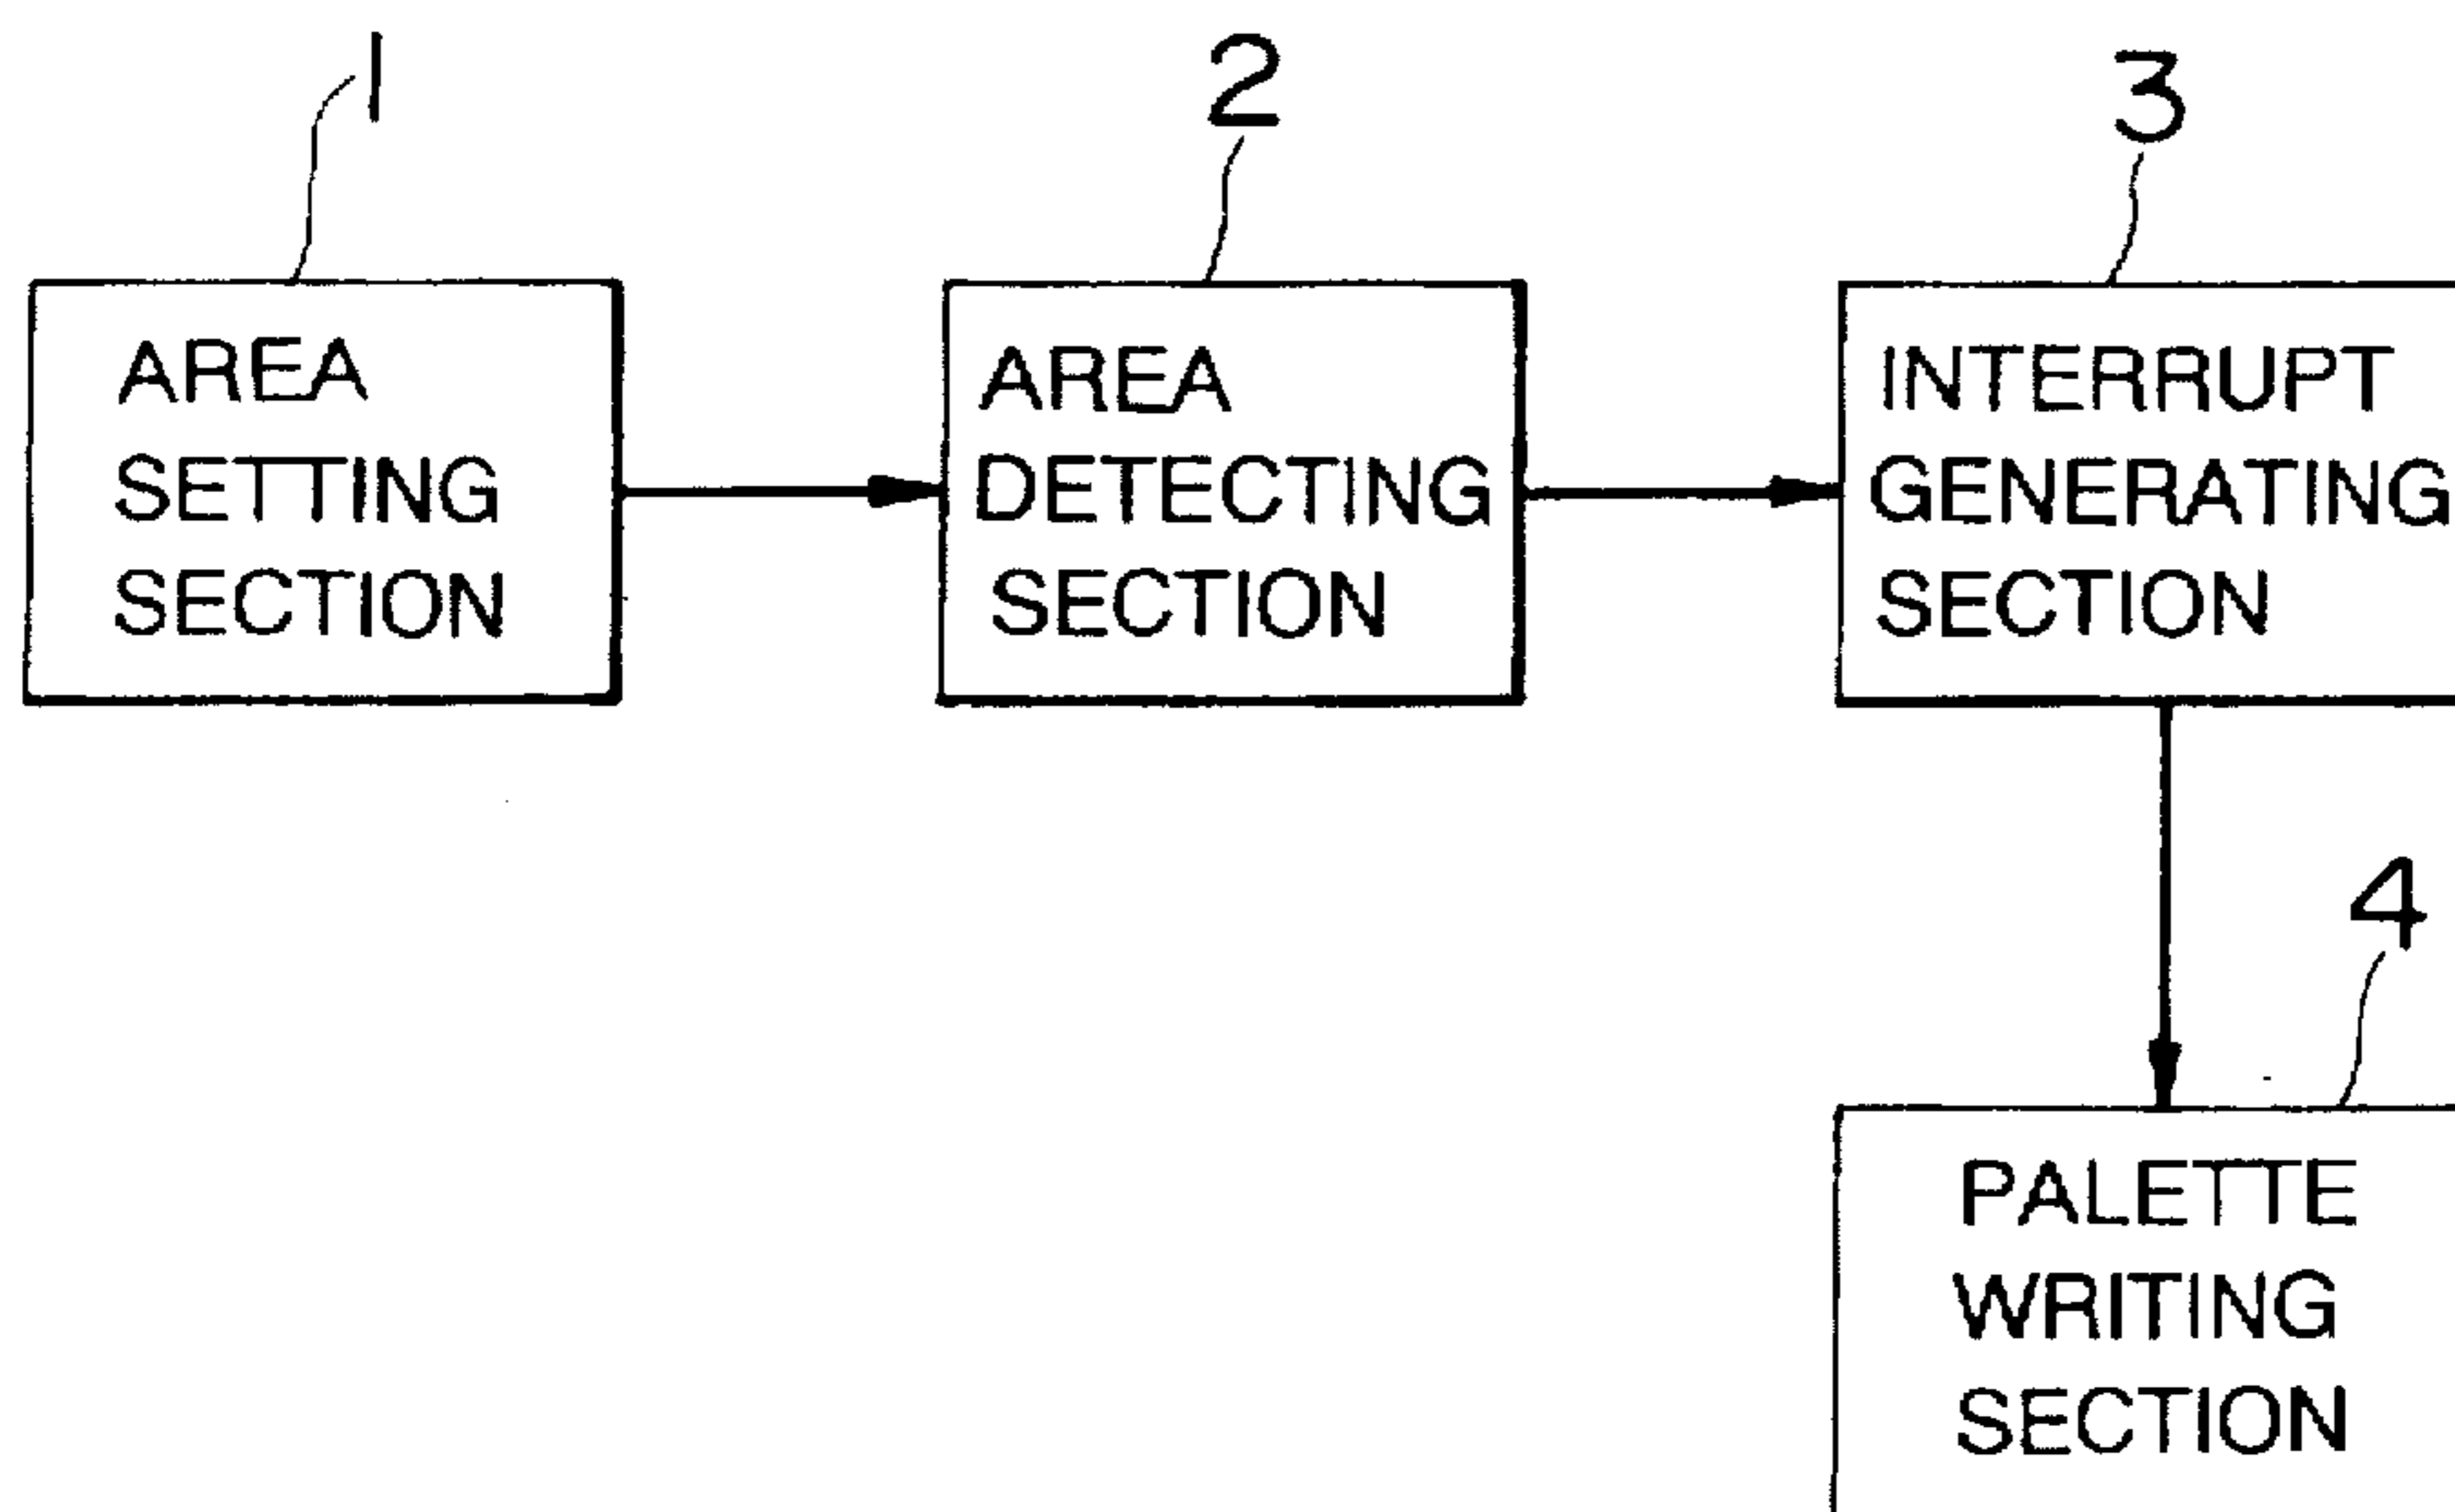 1
2
3
AREA
SETTING
SECTION
AREA
DETECTING
SECTION
INTERRUPT
GENERATING
SECTION
4
PALETTE
WRITING
SECTION